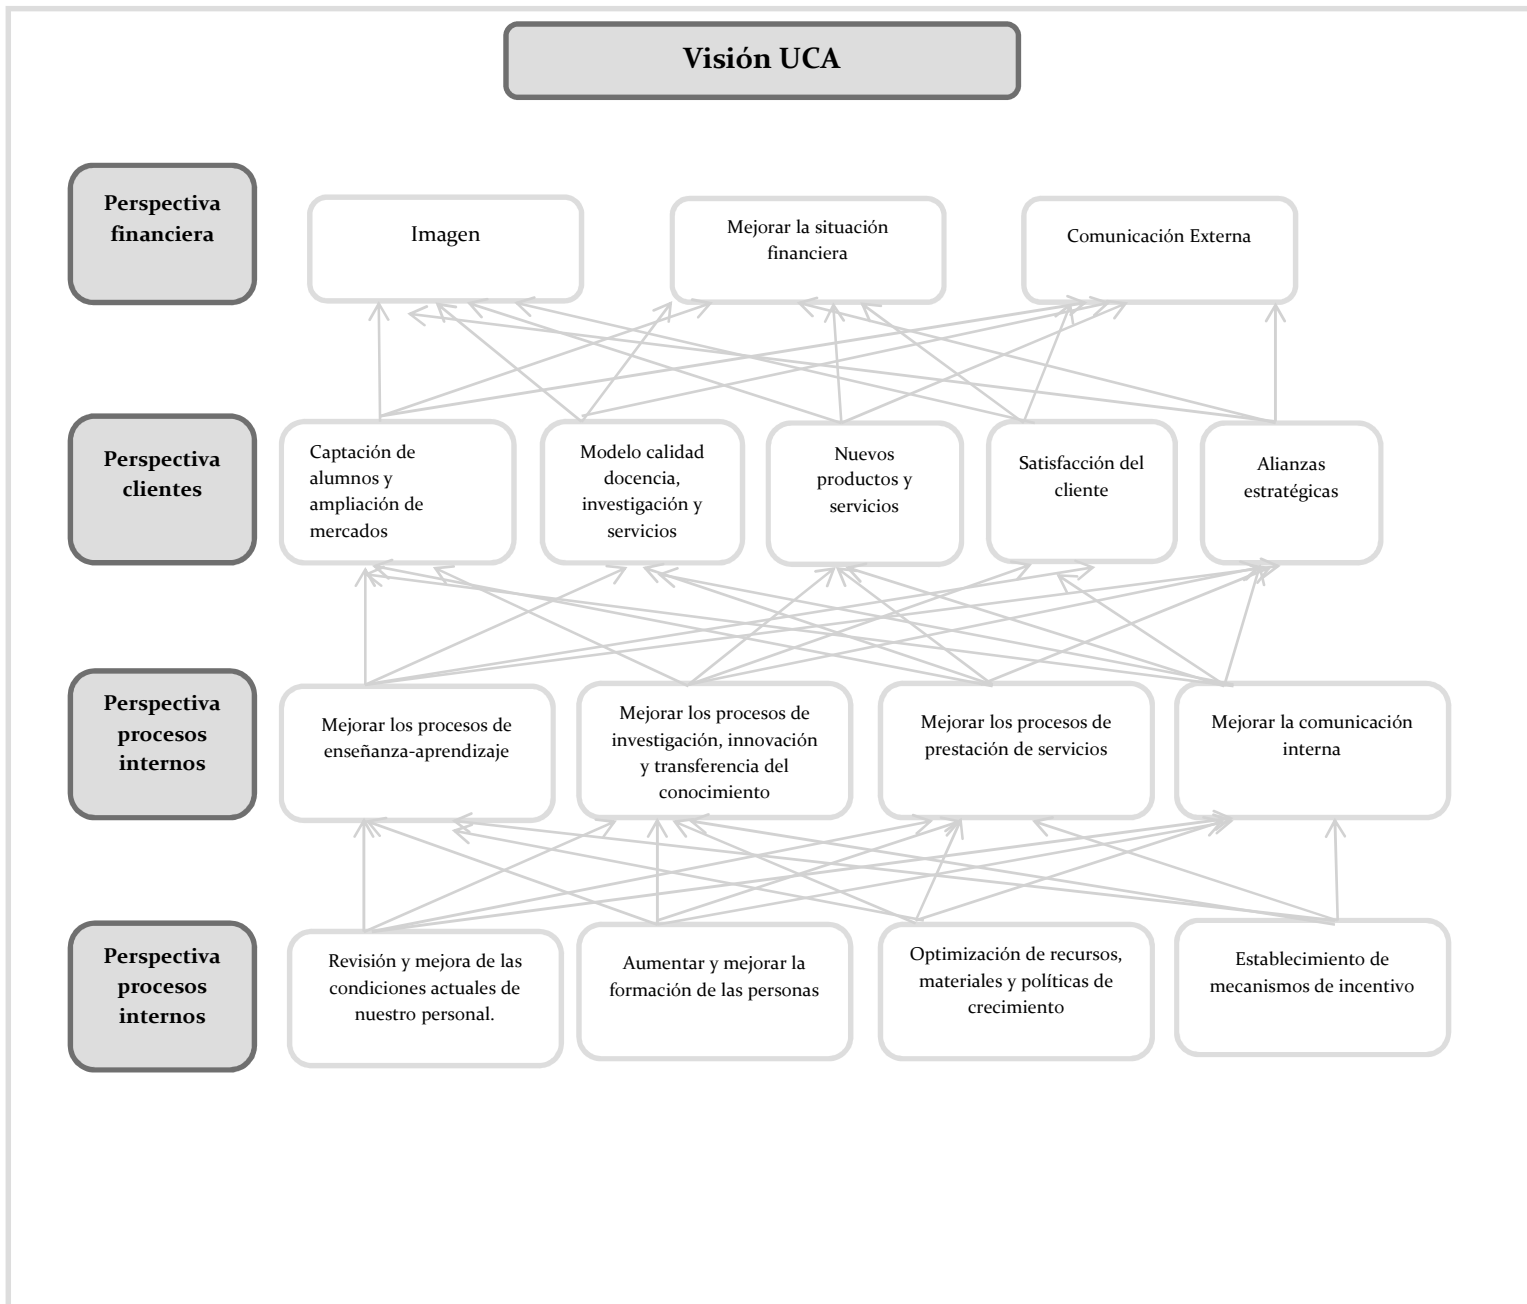 Visión UCA
Perspectiva
financiera
Imagen
Mejorar la situación
financiera
Comunicación Externa
Perspectiva
clientes
Captación de
alumnos y
ampliación de
mercados
Modelo calidad
docencia,
investigación y
servicios
Nuevos
productos y
servicios
Satisfacción del
cliente
Alianzas
estratégicas
Perspectiva
procesos
internos
Mejorar los procesos de
enseñanza-aprendizaje
Mejorar los procesos de
investigación, innovación
y transferencia del
conocimiento
Mejorar los procesos de
prestación de servicios
Mejorar la comunicación
interna
Perspectiva
procesos
internos
Revisión y mejora de las
condiciones actuales de
nuestro personal.
Aumentar y mejorar la
formación de las personas
Optimización de recursos,
materiales y políticas de
crecimiento
Establecimiento de
mecanismos de incentivo